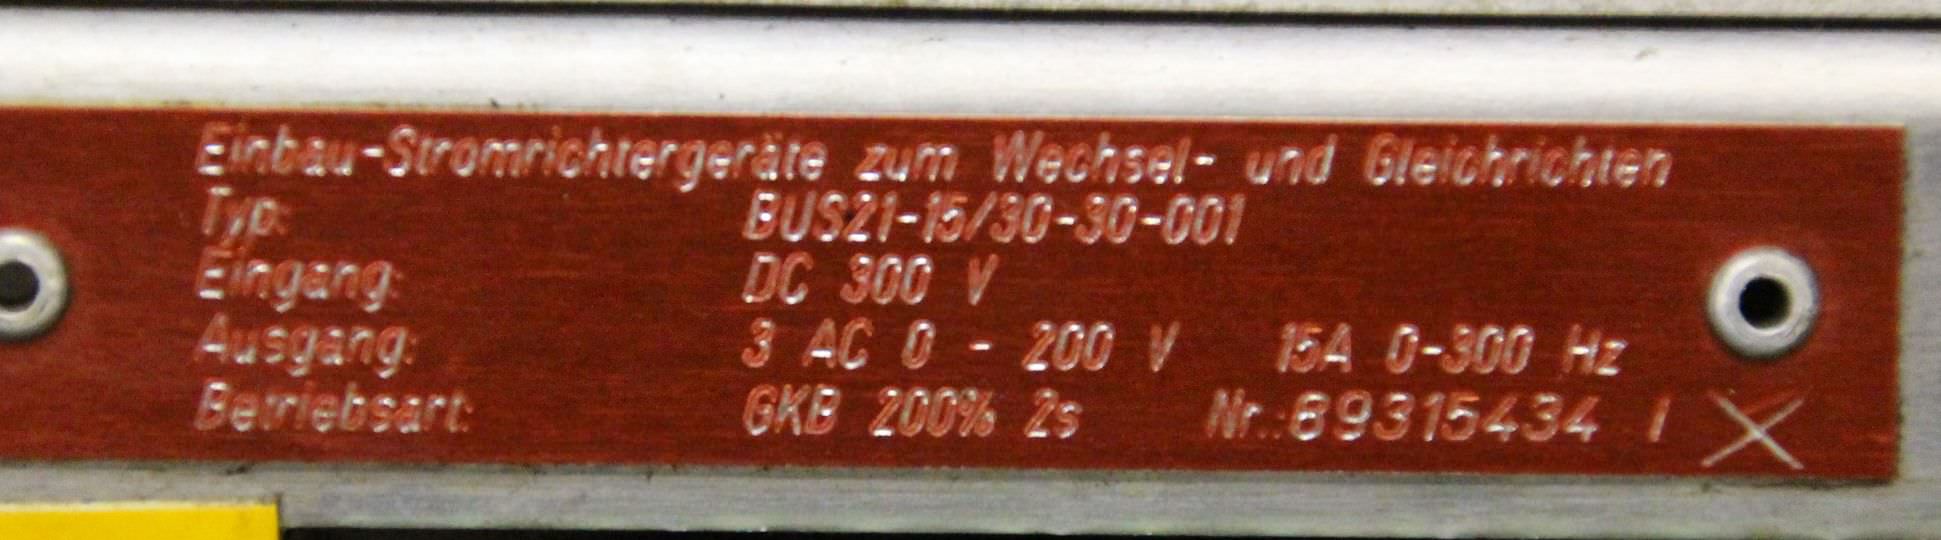 Einbau-Stromrichtergeräte zum Wechsel- und Gleichrichten
Typ: BUS21-15/30-30-001
Eingang: DC 300 V
Ausgang: 3 AC 0 - 200 V 15A 0-300 Hz
Betriebsart: GKB 200% 2s Nr.:69315434 I X